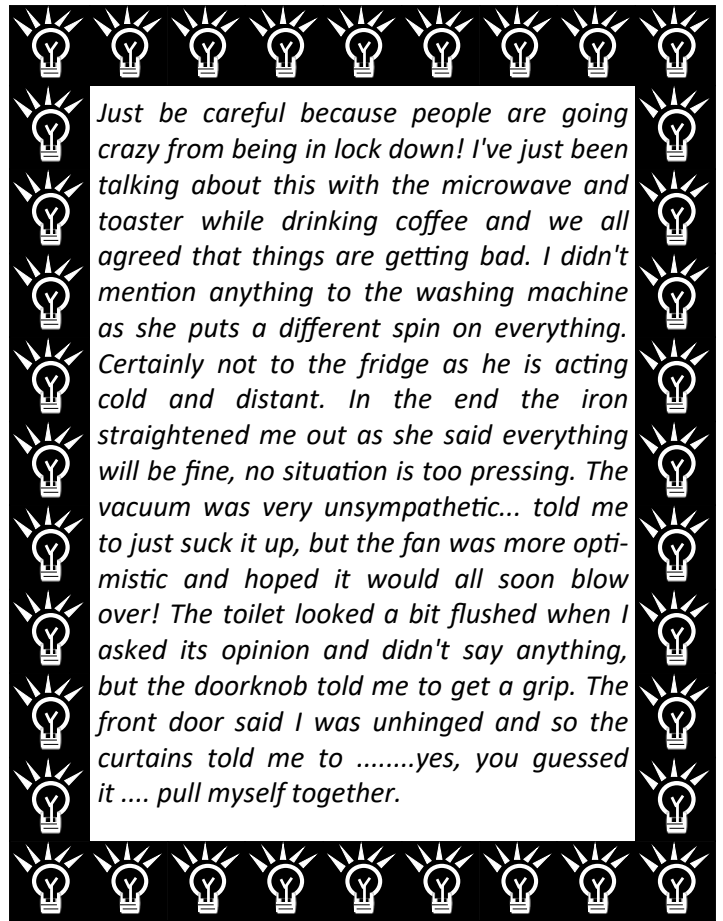 Just be careful because people are going
crazy from being in lock down! I've just been
talking about this with the microwave and
toaster while drinking coffee and we all
agreed that things are getting bad. I didn't
mention anything to the washing machine
as she puts a different spin on everything.
Certainly not to the fridge as he is acting
cold and distant. In the end the iron
straightened me out as she said everything
will be fine, no situation is too pressing. The
vacuum was very unsympathetic... told me
to just suck it up, but the fan was more opti-
mistic and hoped it would all soon blow
over! The toilet looked a bit flushed when I
asked its opinion and didn't say anything,
but the doorknob told me to get a grip. The
front door said I was unhinged and so the
curtains told me to ........yes, you guessed
it .... pull myself together.